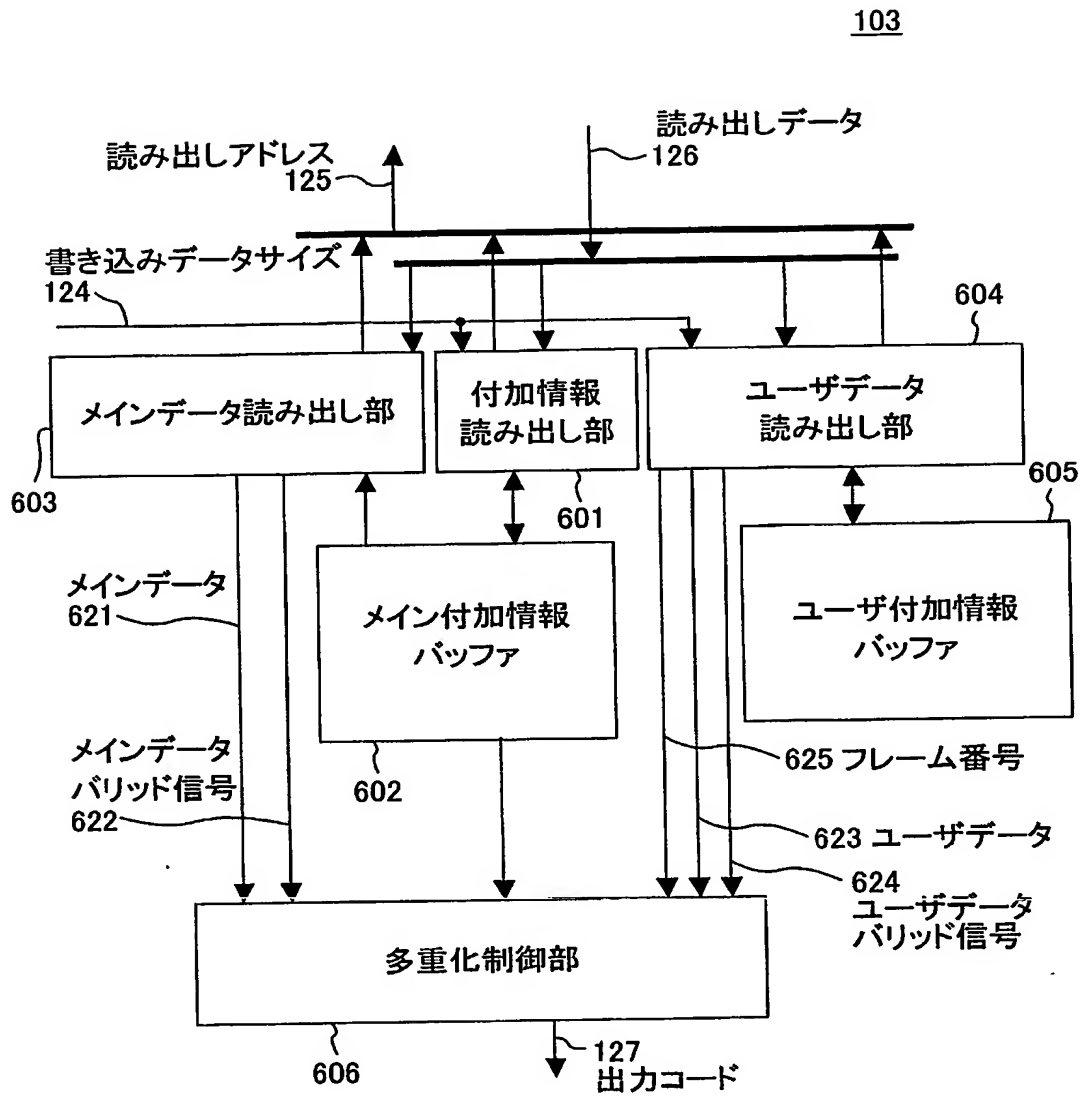 103
読み出しアドレス
125
読み出しデータ
126
書き込みデータサイズ
124
604
メインデータ読み出し部
付加情報
読み出し部
ユーザデータ
読み出し部
603
601
605
メインデータ
621
メイン付加情報
バッファ
ユーザ付加情報
バッファ
メインデータ
バリッド信号
622
602
625 フレーム番号
623 ユーザデータ
624
ユーザデータ
バリッド信号
多重化制御部
606
127
出力コード